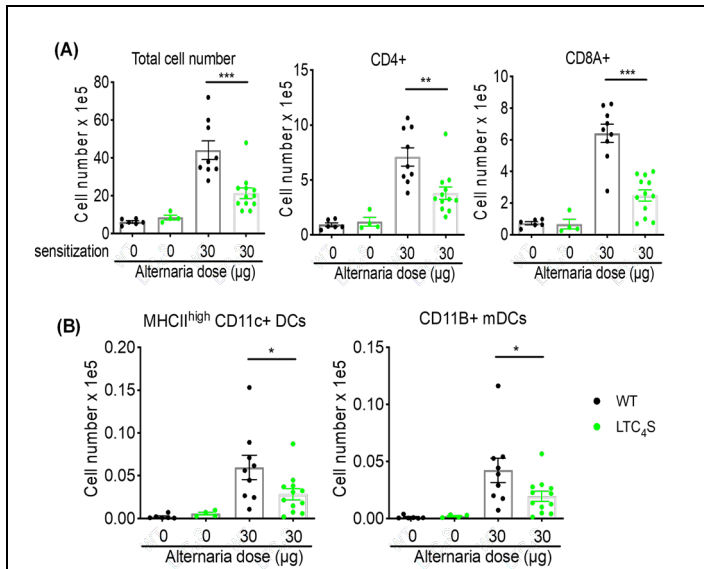 (A)
Total cell number
CD4+
CD8A+
Cell number x 1e5
80
60
40
20
0
***
Cell number x 1e5
15
10
5
0
**
Cell number x 1e5
10
8
6
4
2
0
***
sensitization 0 0 30 30
Alternaria dose (µg)
0 0 30 30
Alternaria dose (µg)
0 0 30 30
Alternaria dose (µg)
(B)
MHCIIhigh CD11c+ DCs
CD11B+ mDCs
Cell number x 1e5
0.20
0.15
0.10
0.05
0.00
*
Cell number x 1e5
0.15
0.10
0.05
0.00
*
WT
LTC4S
0 0 30 30
Alternaria dose (µg)
0 0 30 30
Alternaria dose (µg)